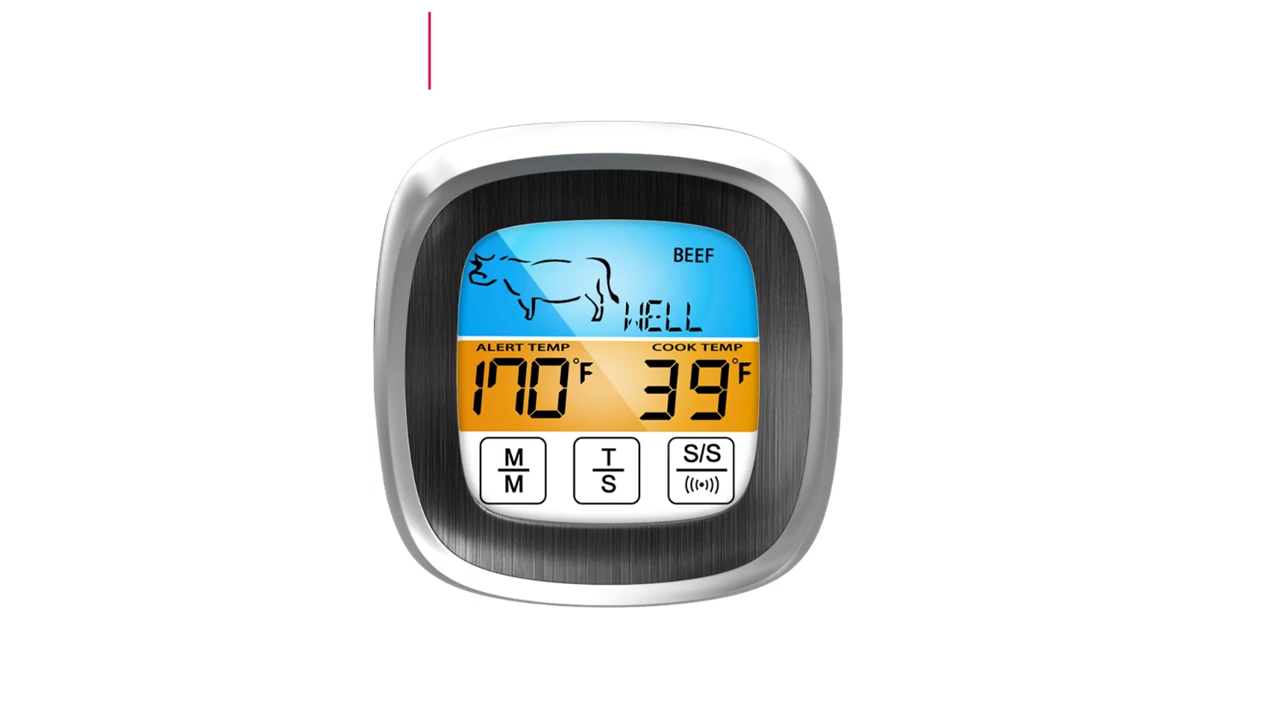 BEEF
WELL
ALERT TEMP COOK TEMP
170°F 39°F
M T S/S
M S (((•)))